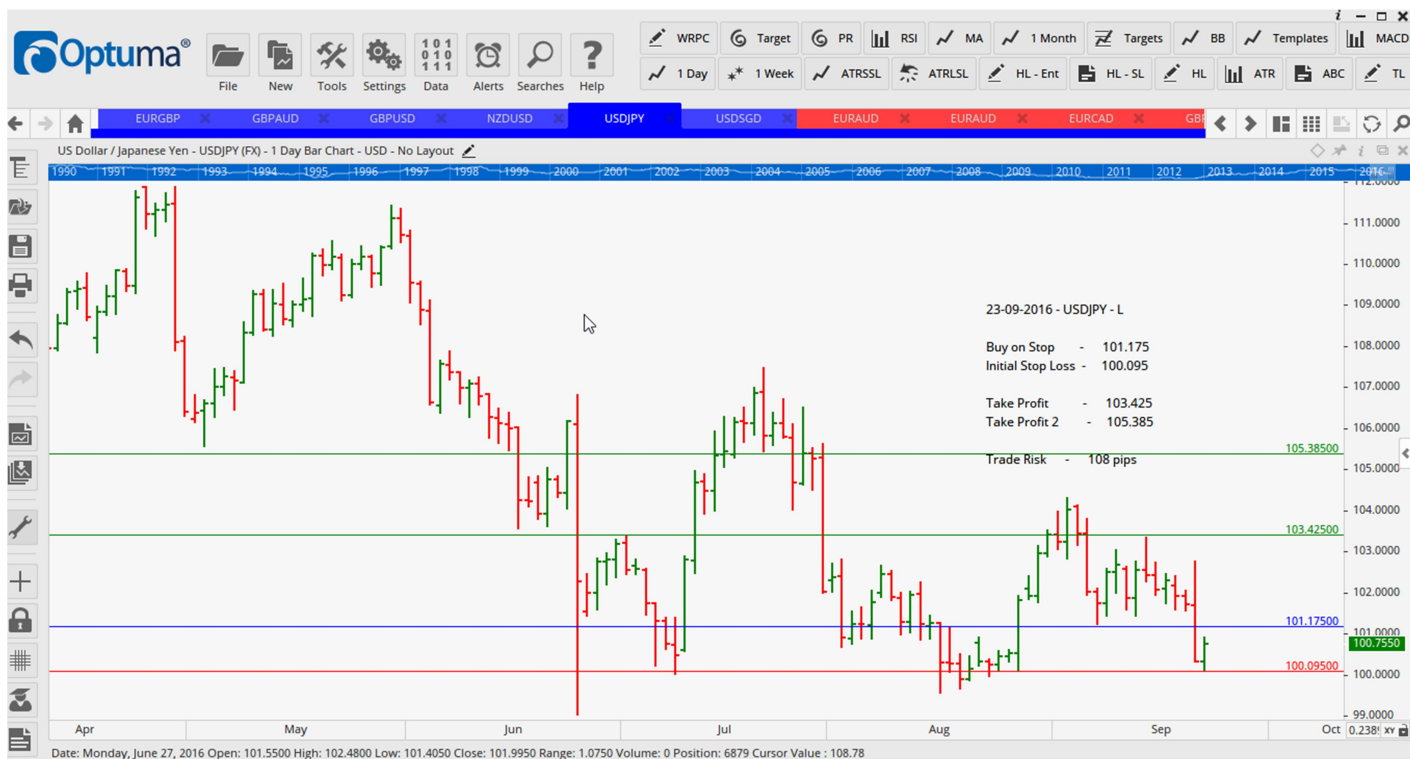 i
Optuma®
File New Tools Settings Data Alerts Searches Help
101
010
111
WRPC Target PR RSI MA 1 Month Targets BB Templates MACD
1 Day 1 Week ATRSSL ATRLSL HL - Ent HL - SL HL ATR ABC TL
EURGBP GBPAUD GBPUSD NZDUSD USDJPY USDSGD EURAUD EURAUD EURCAD
US Dollar / Japanese Yen - USDJPY (FX) - 1 Day Bar Chart - USD - No Layout
1990 1991 1992 1993 1994 1995 1996 1997 1998 1999 2000 2001 2002 2003 2004 2005 2006 2007 2008 2009 2010 2011 2012 2013 2014 2015 2016
112.0000
111.0000
110.0000
109.0000
23-09-2016 - USDJPY - L
108.0000
Buy on Stop - 101.175
Initial Stop Loss - 100.095
107.0000
Take Profit - 103.425
Take Profit 2 - 105.385
106.0000
105.38500
Trade Risk - 108 pips
105.0000
104.0000
103.42500
103.0000
102.0000
101.17500
101.0000
100.7550
100.09500
100.0000
99.0000
Apr May Jun Jul Aug Sep Oct
XY
Date: Monday, June 27, 2016 Open: 101.5500 High: 102.4800 Low: 101.4050 Close: 101.9950 Range: 1.0750 Volume: 0 Position: 6879 Cursor Value : 108.78